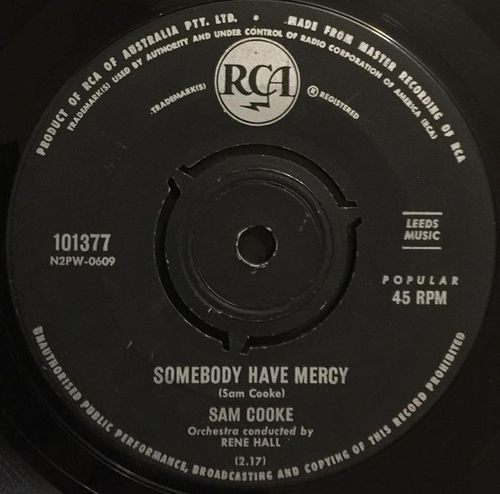 PRODUCT OF RCA OF AUSTRALIA PTY. LTD. • MADE FROM MASTER RECORDING OF RCA
TRADEMARK(S) USED BY AUTHORITY AND UNDER CONTROL OF RADIO CORPORATION OF AMERICA (RCA)
RCA
TRADEMARK(S)
® REGISTERED
101377
N2PW-0609
LEEDS
MUSIC
POPULAR
45 RPM
SOMEBODY HAVE MERCY
(Sam Cooke)
SAM COOKE
Orchestra conducted by
RENE HALL
(2.17)
UNAUTHORISED PUBLIC PERFORMANCE, BROADCASTING AND COPYING OF THIS RECORD PROHIBITED